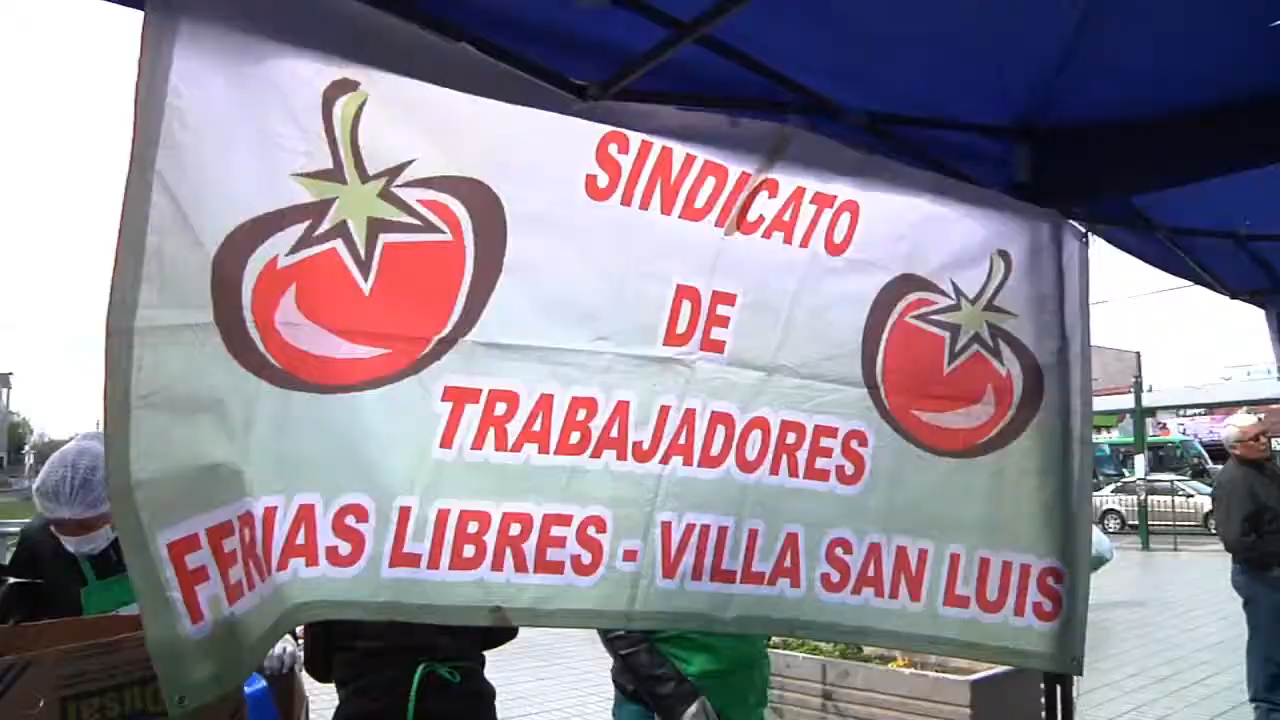 SINDICATO
DE
TRABAJADORES
FERIAS LIBRES - VILLA SAN LUIS